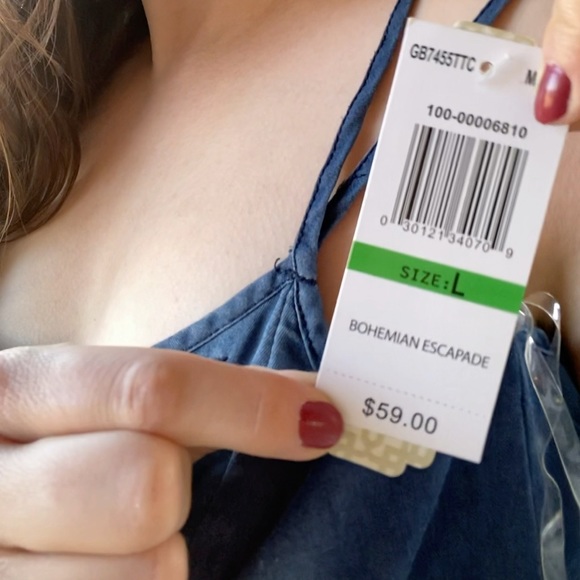 GB7455TTC M
100-00006810
0 30121 34070 9
SIZE:L
BOHEMIAN ESCAPADE
$59.00